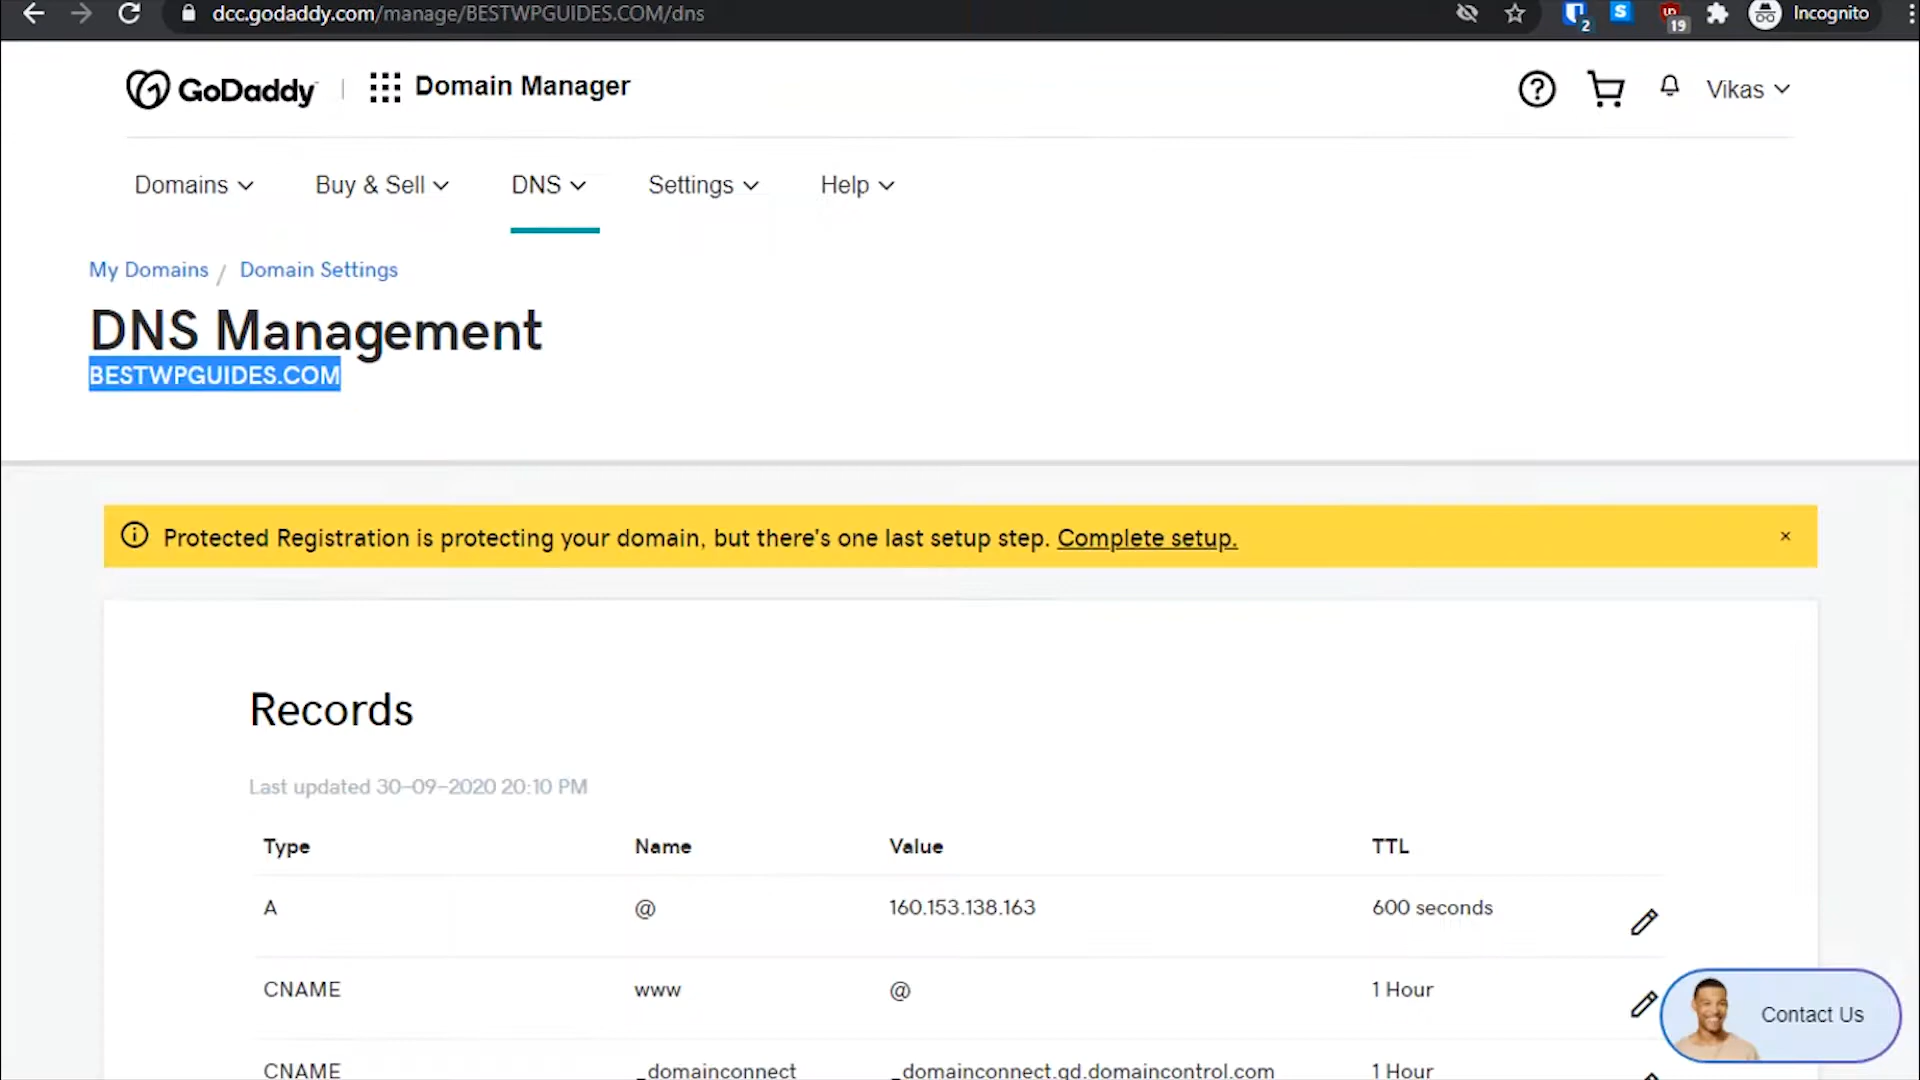 dcc.godaddy.com/manage/BESTWPGUIDES.COM/dns
2
S
19
Incognito
GoDaddy
Domain Manager
Vikas
Domains
Buy & Sell
DNS
Settings
Help
My Domains / Domain Settings
DNS Management
BESTWPGUIDES.COM
Protected Registration is protecting your domain, but there's one last setup step. Complete setup.
Records
Last updated 30-09-2020 20:10 PM
Type Name Value TTL
A @ 160.153.138.163 600 seconds
CNAME www @ 1 Hour
CNAME _domainconnect _domainconnect.gd.domaincontrol.com 1 Hour
Contact Us